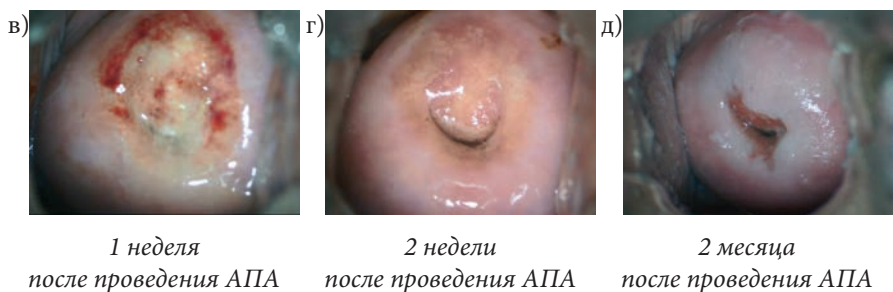 в)
г)
д)
1 неделя
после проведения АПА
2 недели
после проведения АПА
2 месяца
после проведения АПА